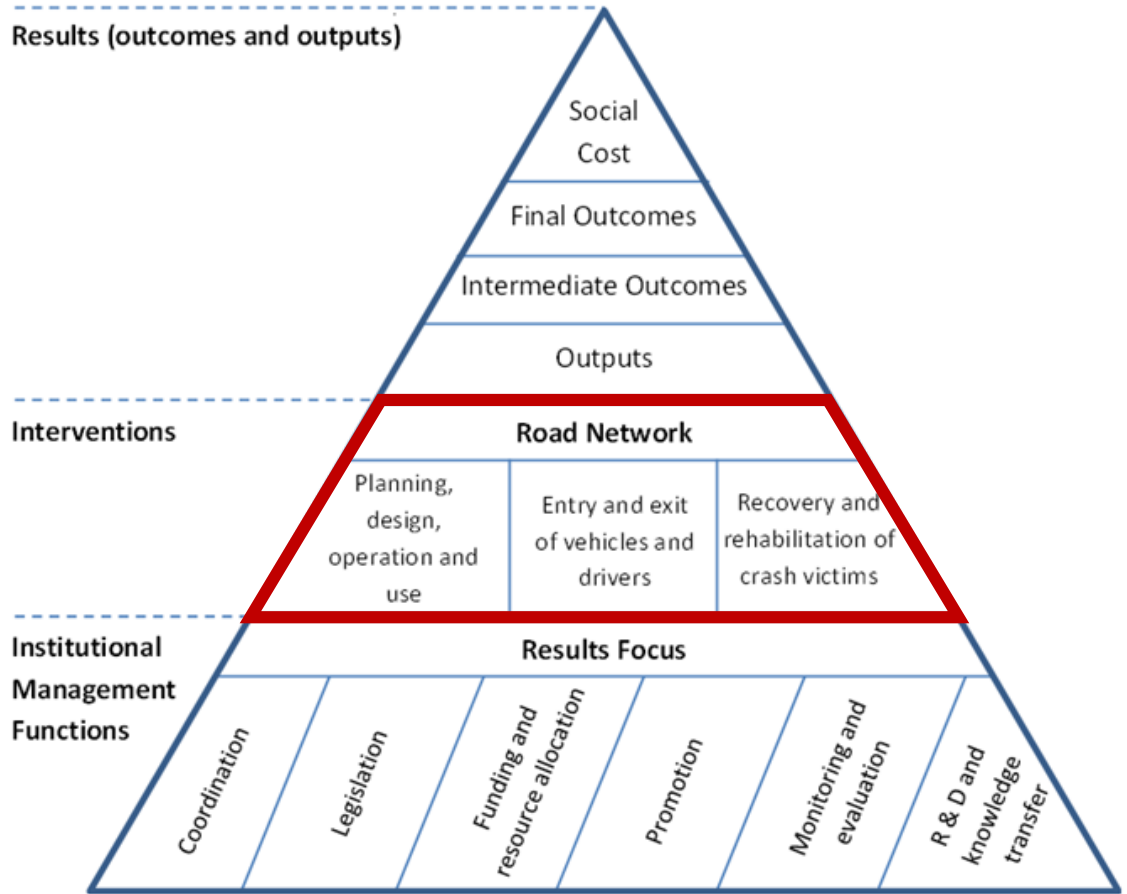 Results (outcomes and outputs)
Social
Cost
Final Outcomes
Intermediate Outcomes
Outputs
Interventions
Road Network
Planning,
design,
operation and
use
Entry and exit
of vehicles and
drivers
Recovery and
rehabilitation of
crash victims
Institutional
Management
Functions
Results Focus
Coordination
Legislation
Funding and
resource allocation
Promotion
Monitoring and
evaluation
R & D and
knowledge
transfer